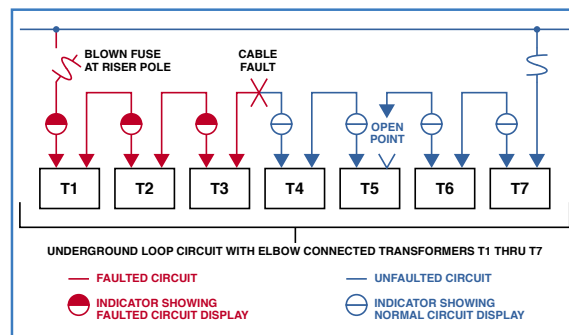 BLOWN FUSE
AT RISER POLE
CABLE
FAULT
OPEN
POINT
T1 T2 T3 T4 T5 T6 T7
UNDERGROUND LOOP CIRCUIT WITH ELBOW CONNECTED TRANSFORMERS T1 THRU T7
FAULTED CIRCUIT
UNFAULTED CIRCUIT
INDICATOR SHOWING
FAULTED CIRCUIT DISPLAY
INDICATOR SHOWING
NORMAL CIRCUIT DISPLAY